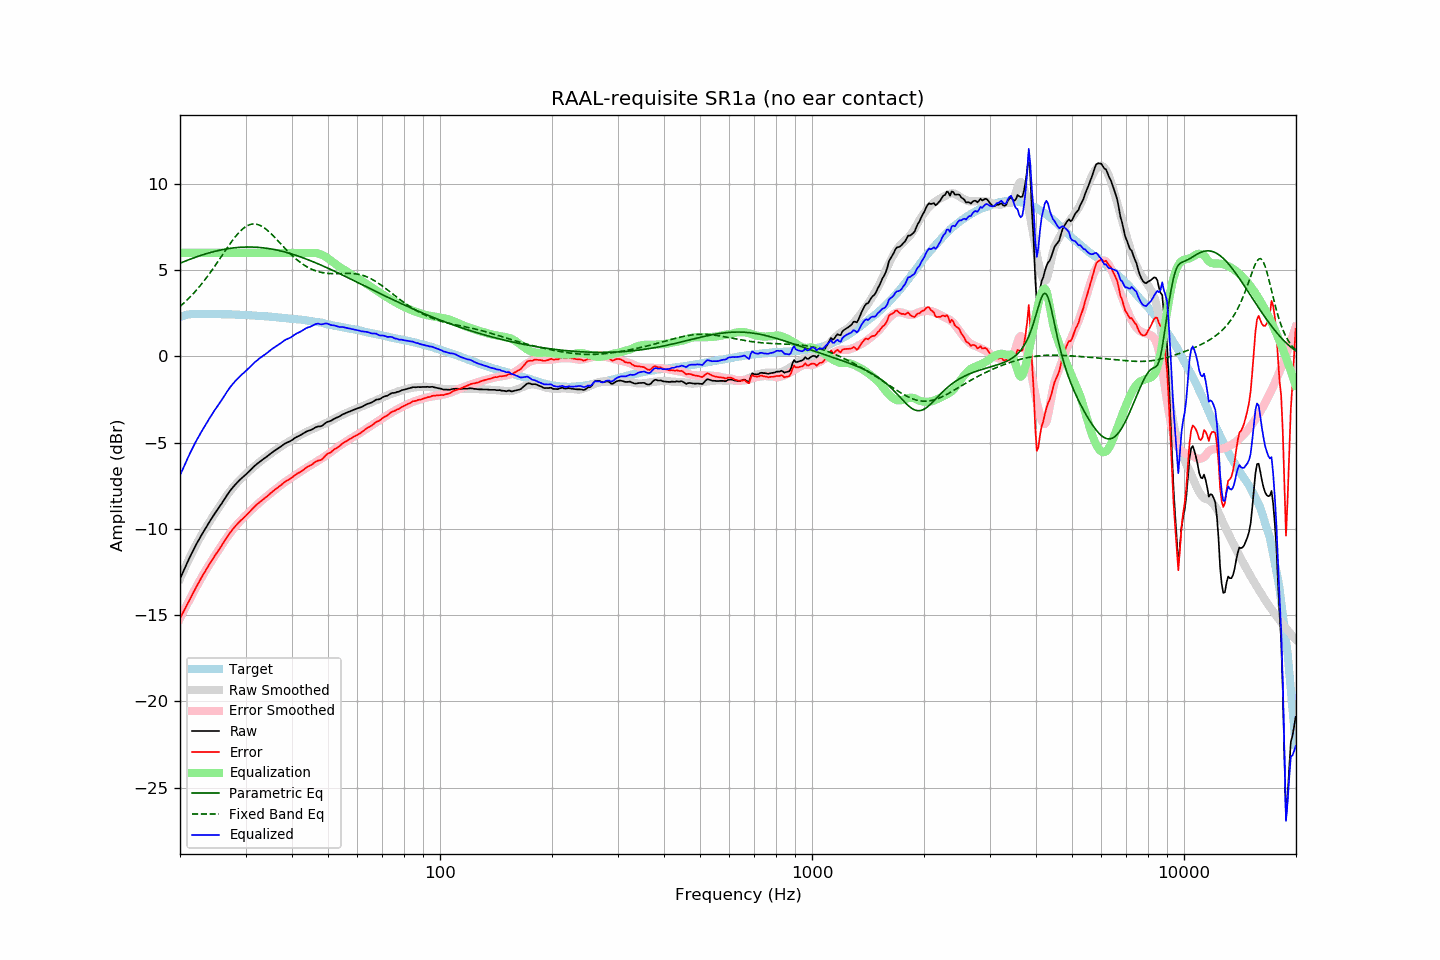 RAAL-requisite SR1a (no ear contact)
Amplitude (dBr)
10
5
0
−5
−10
−15
−20
−25
Target
Raw Smoothed
Error Smoothed
Raw
Error
Equalization
Parametric Eq
Fixed Band Eq
Equalized
100
1000
10000
Frequency (Hz)